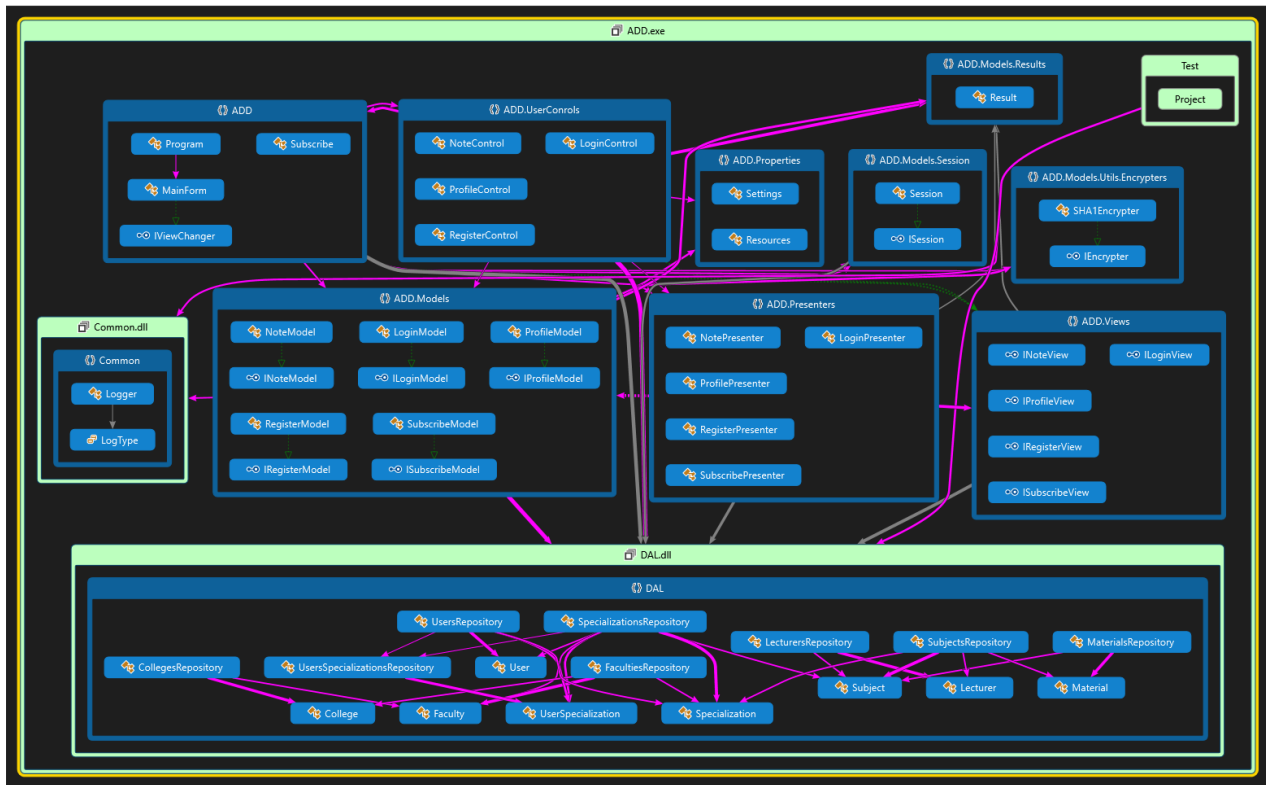 ADD.exe
ADD.Models.Results
Result
Test
Project
ADD
Program
Subscribe
MainForm
IViewChanger
ADD.UserConrols
NoteControl
LoginControl
ProfileControl
RegisterControl
ADD.Properties
Settings
Resources
ADD.Models.Session
Session
ISession
ADD.Models.Utils.Encrypters
SHA1Encrypter
IEncrypter
Common.dll
Common
Logger
LogType
ADD.Models
NoteModel
LoginModel
ProfileModel
INoteModel
ILoginModel
IProfileModel
RegisterModel
SubscribeModel
IRegisterModel
ISubscribeModel
ADD.Presenters
NotePresenter
LoginPresenter
ProfilePresenter
RegisterPresenter
SubscribePresenter
ADD.Views
INoteView
ILoginView
IProfileView
IRegisterView
ISubscribeView
DAL.dll
DAL
UsersRepository
SpecializationsRepository
LecturersRepository
SubjectsRepository
MaterialsRepository
CollegesRepository
UsersSpecializationsRepository
User
FacultiesRepository
Subject
Lecturer
Material
College
Faculty
UserSpecialization
Specialization